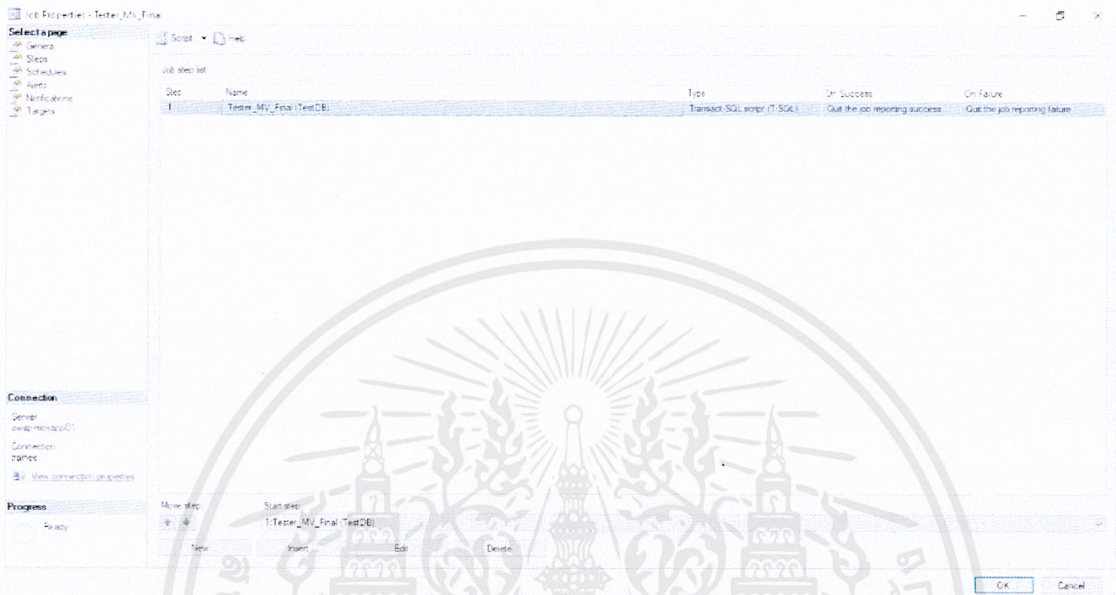 Job Properties - Tester_MV_Final
Select a page
General
Steps
Schedules
Alerts
Notifications
Targets
Script
Help
Job step list
Step Name Type On Success On Failure
1 Tester_MV_Final (TestDB) Transact-SQL script (T-SQL) Quit the job reporting success Quit the job reporting failure
Connection
Server:
Connection:
View connection properties
Progress
Ready
Move step:
Start step:
1:Tester_MV_Final (TestDB)
New Insert Edit Delete
OK Cancel